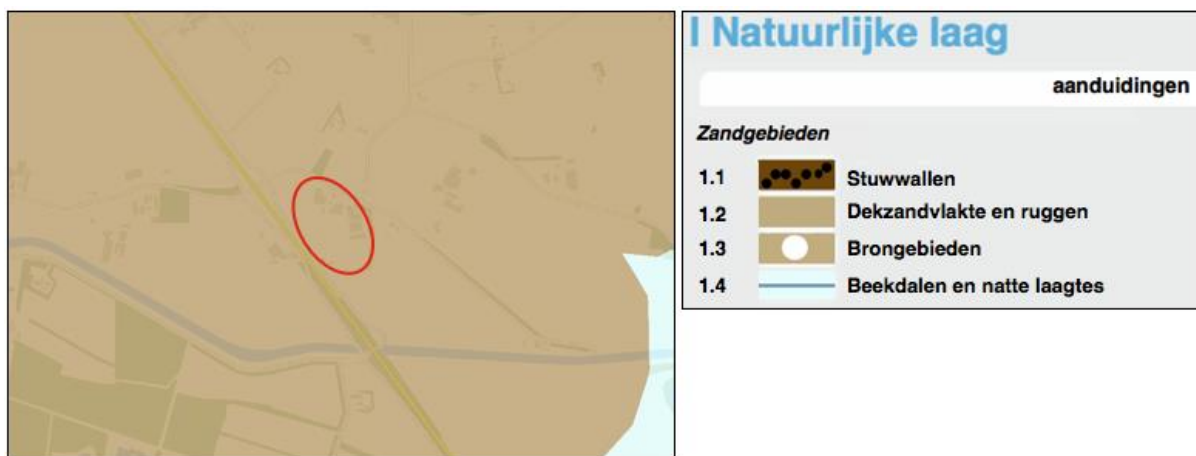 I Natuurlijke laag
aanduidingen
Zandgebieden
1.1 Stuwwallen
1.2 Dekzandvlakte en ruggen
1.3 Brongebieden
1.4 Beekdalen en natte laagtes